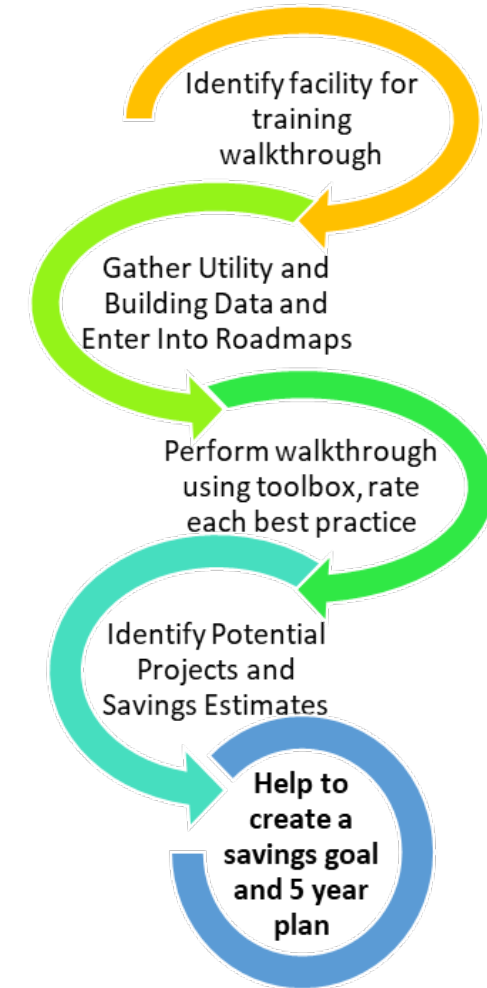 Identify facility for
training
walkthrough
Gather Utility and
Building Data and
Enter Into Roadmaps
Perform walkthrough
using toolbox, rate
each best practice
Identify Potential
Projects and
Savings Estimates
Help to
create a
savings goal
and 5 year
plan